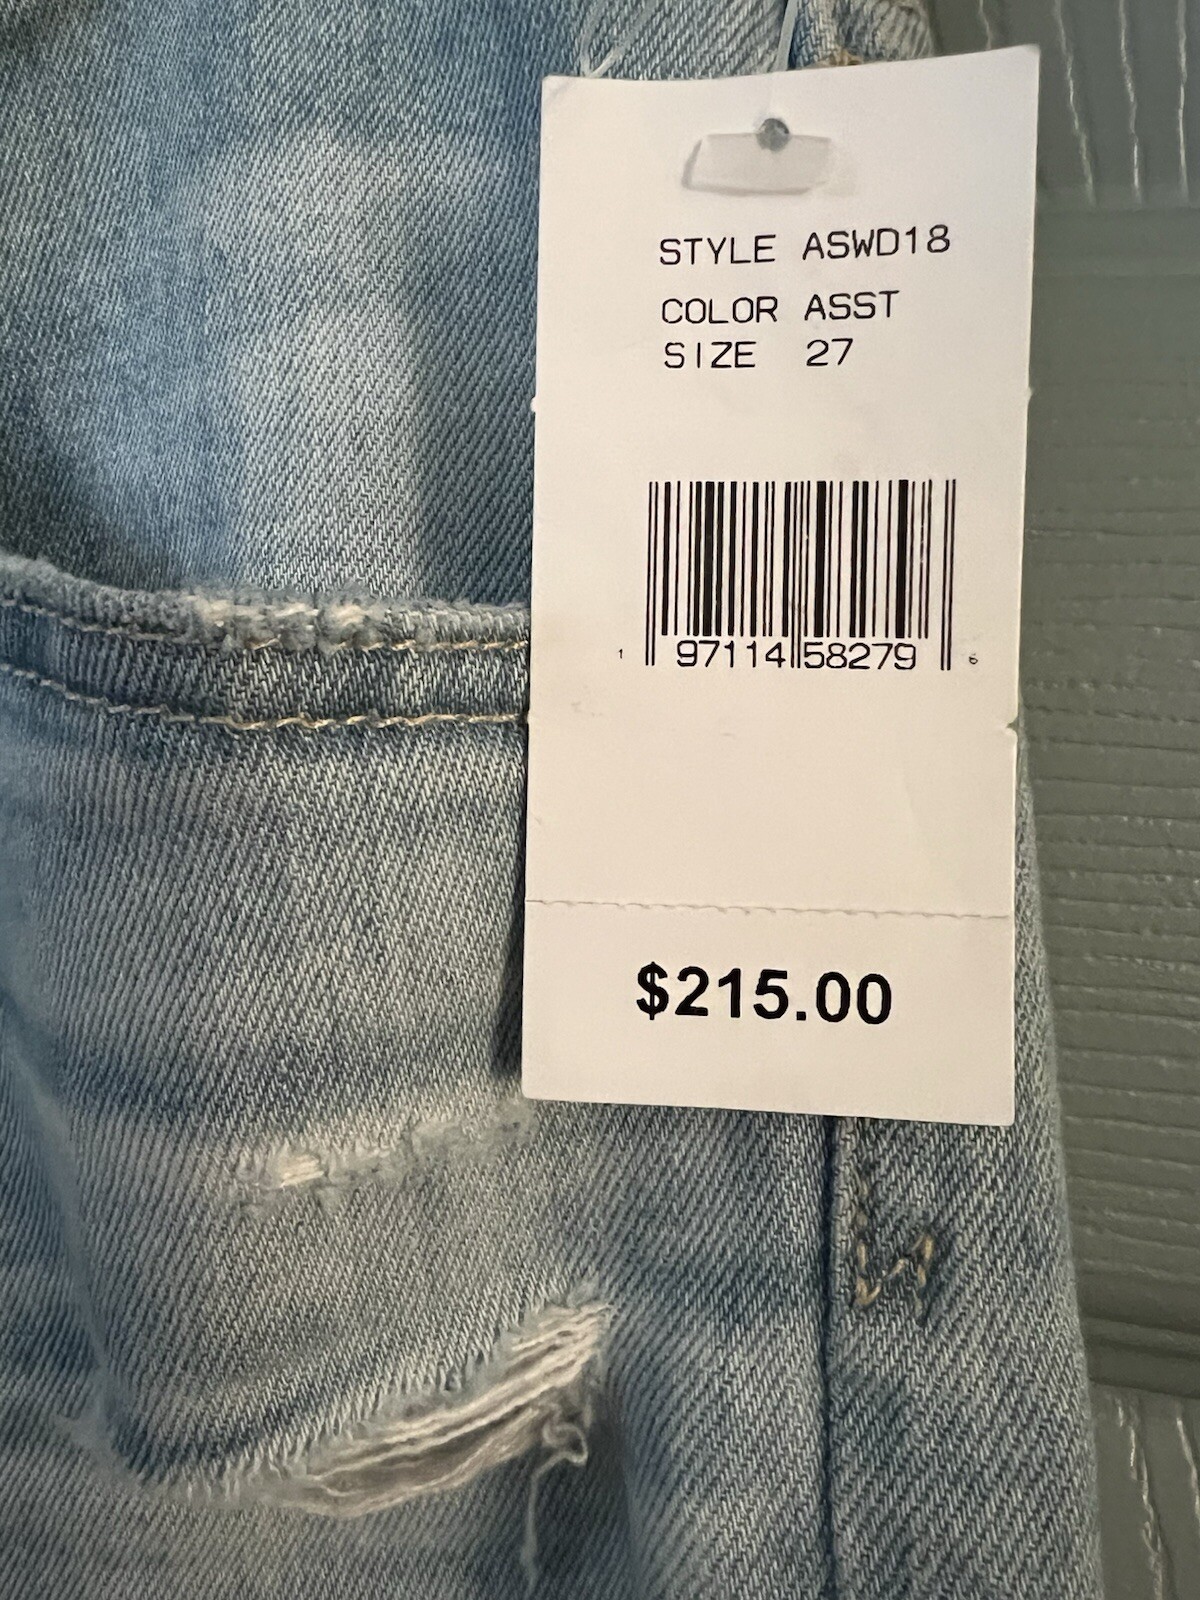 STYLE ASWD18
COLOR ASST
SIZE 27
1 97114 58279 6
$215.00